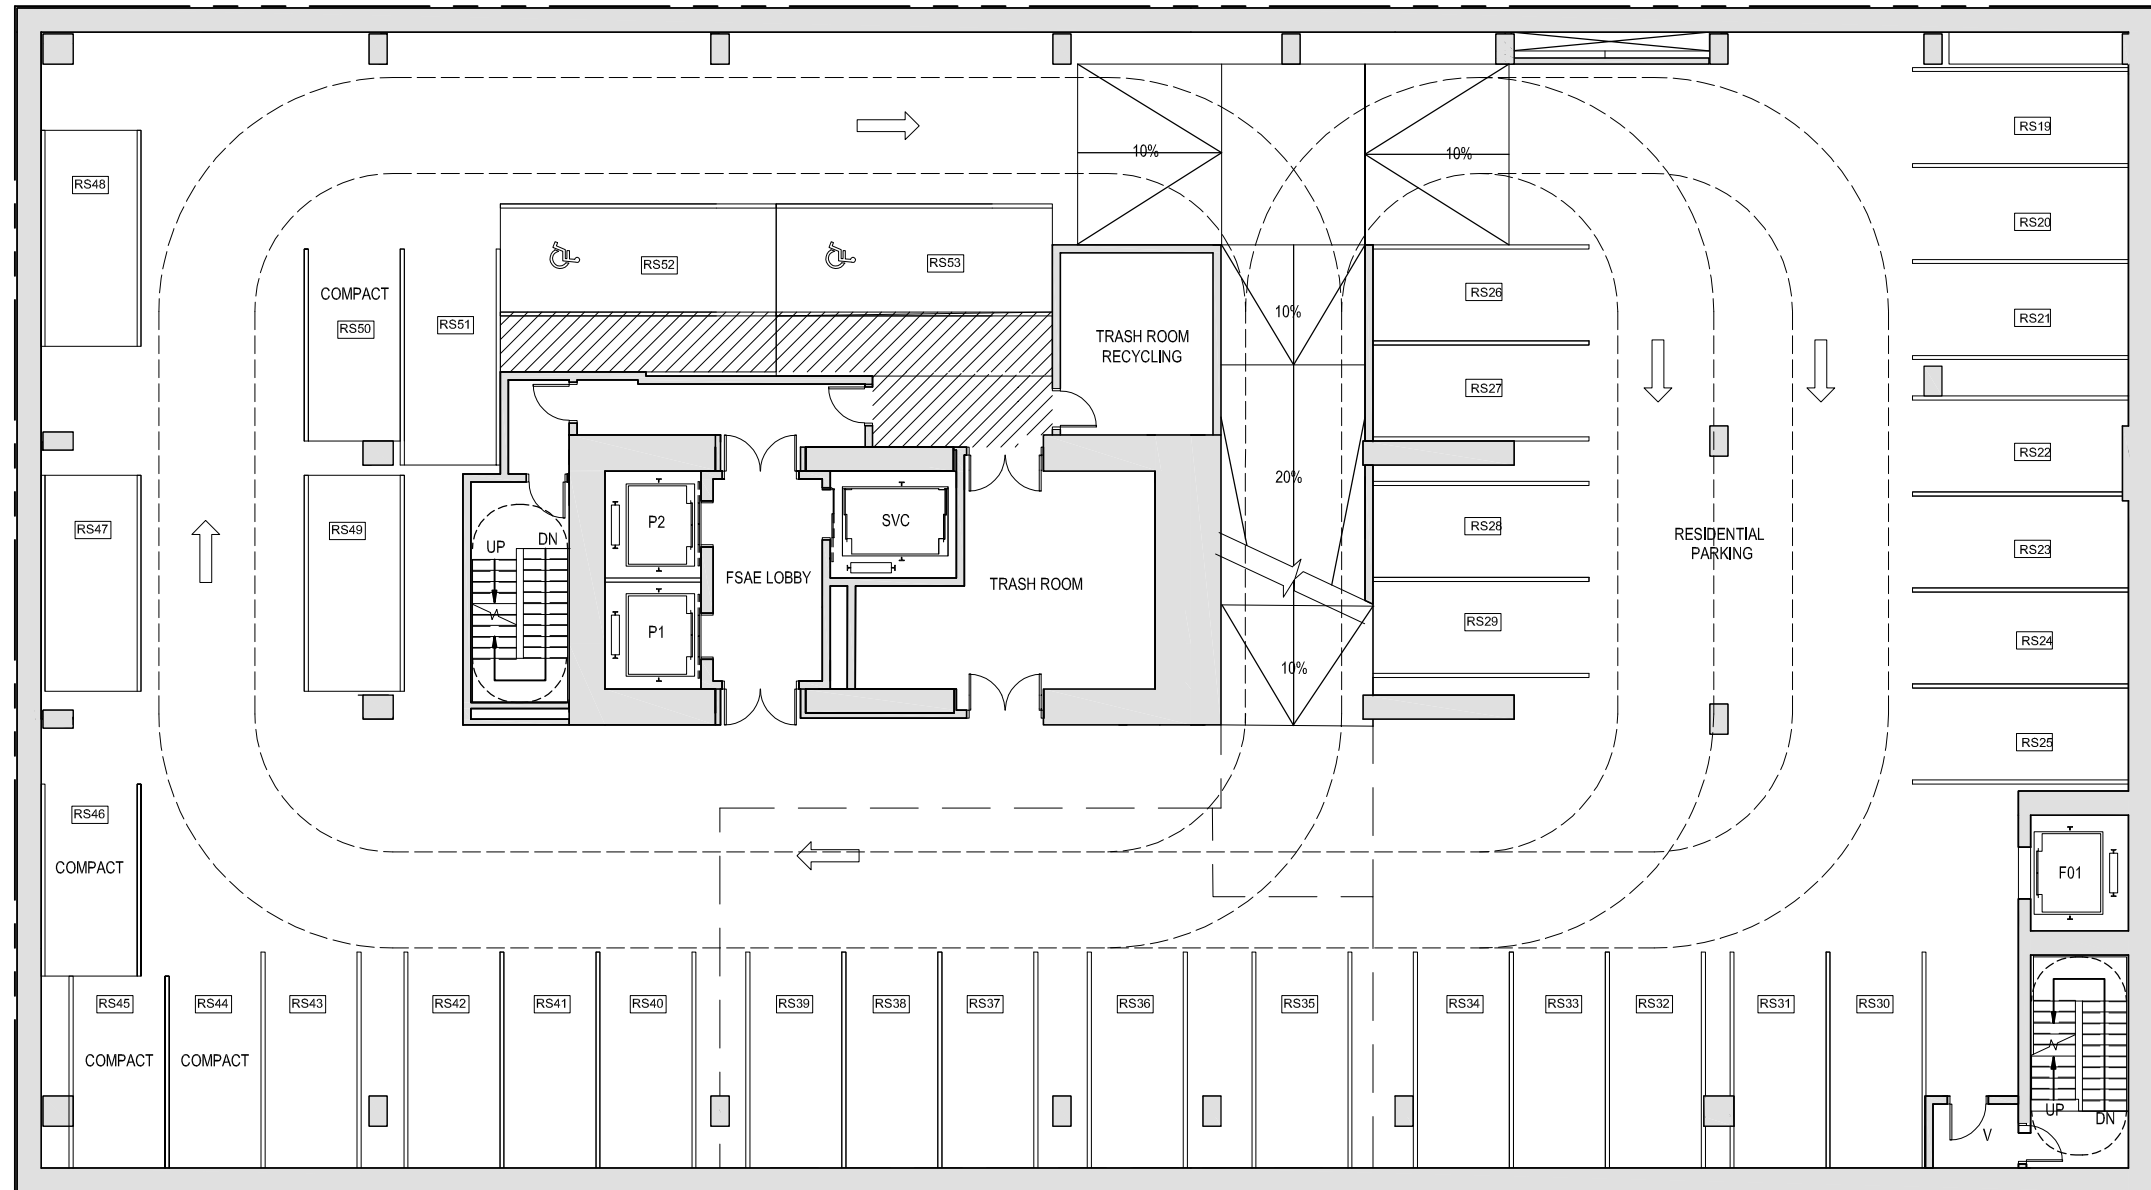 10%
10%
RS19
RS48
RS20
RS52
RS53
COMPACT
RS50
RS51
RS26
10%
RS21
TRASH ROOM
RECYCLING
RS27
RS22
20%
RS47
RS49
P2
SVC
UP
DN
RS28
RESIDENTIAL
PARKING
RS23
FSAE LOBBY
TRASH ROOM
P1
RS29
RS24
10%
RS25
RS46
COMPACT
F01
RS45
RS44
RS43
RS42
RS41
RS40
RS39
RS38
RS37
RS36
RS35
RS34
RS33
RS32
RS31
RS30
COMPACT
COMPACT
UP
DN
V